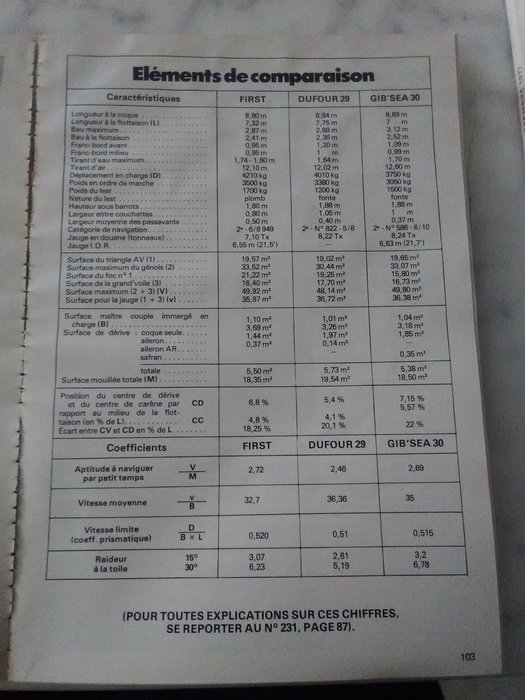 Eléments de comparaison
Caractéristiques FIRST DUFOUR 29 GIB'SEA 30
Longueur à la coque 8,80 m 8,94 m 8,89 m
Longueur à la flottaison (L) 7,32 m 7,75 m 7 m
Bau maximum 2,87 m 2,88 m 3,12 m
Bau à la flottaison 2,41 m 2,36 m 2,52 m
Franc-bord avant 0,95 m 1,20 m 1,09 m
Franc-bord milieu 0,95 m 1 m 0,99 m
Tirant d'eau maximum 1,74 - 1,80 m 1,64 m 1,70 m
Tirant d'air 12,10 m 12,02 m 12,60 m
Déplacement en charge (D) 4210 kg 4010 kg 3750 kg
Poids en ordre de marche 3500 kg 3380 kg 3050 kg
Poids du lest 1700 kg 1200 kg 1500 kg
Nature du lest plomb fonte fonte
Hauteur sous barrots 1,80 m 1,88 m 1,88 m
Largeur entre couchettes 0,80 m 1,05 m 1 m
Largeur moyenne des passavants 0,50 m 0,40 m 0,37 m
Catégorie de navigation 2e - 6/8 949 2e - N° 822 - 5/8 2e - N° 586 - 6/10
Jauge en douane (tonneaux) 7,10 Tx 8,22 Tx 8,24 Tx
Jauge I.O.R. 6,55 m (21,5') — 6,63 m (21,7')
Surface du triangle AV (1) 19,57 m² 19,02 m² 19,65 m²
Surface maximum du génois (2) 33,52 m² 30,44 m² 33,07 m²
Surface du foc n° 1 21,22 m² 19,25 m² 15,80 m²
Surface de la grand'voile (3) 16,40 m² 17,70 m² 16,73 m²
Surface maximum (2 + 3) (V) 49,92 m² 48,14 m² 49,80 m²
Surface pour la jauge (1 + 3) (v) 35,97 m² 36,72 m² 36,38 m²
Surface maître couple immergé en
charge (B) 1,10 m² 1,01 m² 1,04 m²
Surface de dérive : coque seule 3,69 m² 3,26 m² 3,18 m²
aileron 1,44 m² 1,97 m² 1,85 m²
aileron AR 0,37 m² 0,14 m² —
safran — 0,35 m²
totale 5,50 m² 5,73 m² 5,38 m²
Surface mouillée totale (M) 18,35 m² 19,54 m² 18,50 m²
Position du centre de dérive
et du centre de carène par CD 6,8 % 5,4 % 7,15 %
rapport au milieu de la flot- 5,57 %
taison (en % de L) CC 4,8 % 4,1 %
Écart entre CV et CD en % de L 18,25 % 20,1 % 22 %
Coefficients FIRST DUFOUR 29 GIB'SEA 30
Aptitude à naviguer V
par petit temps M 2,72 2,46 2,69
Vitesse moyenne v
B 32,7 36,36 35
Vitesse limite D
(coeff. prismatique) B × L 0,520 0,51 0,515
Raideur 15° 3,07 2,61 3,2
à la toile 30° 6,23 5,19 6,78
(POUR TOUTES EXPLICATIONS SUR CES CHIFFRES,
SE REPORTER AU N° 231, PAGE 87).
103